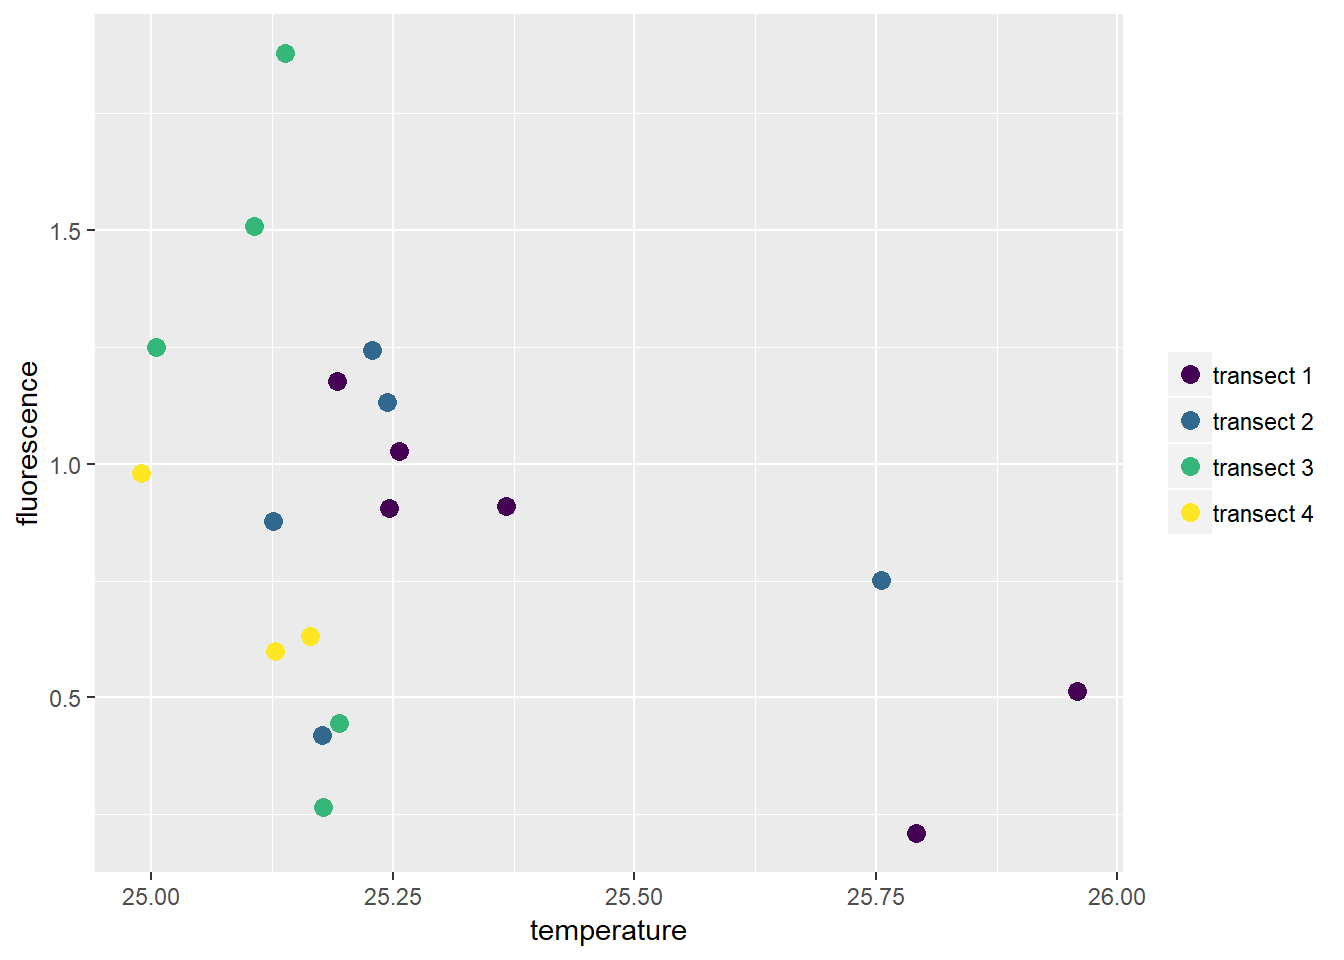 fluorescence
1.5
1.0
0.5
25.00 25.25 25.50 25.75 26.00
temperature
transect 1
transect 2
transect 3
transect 4